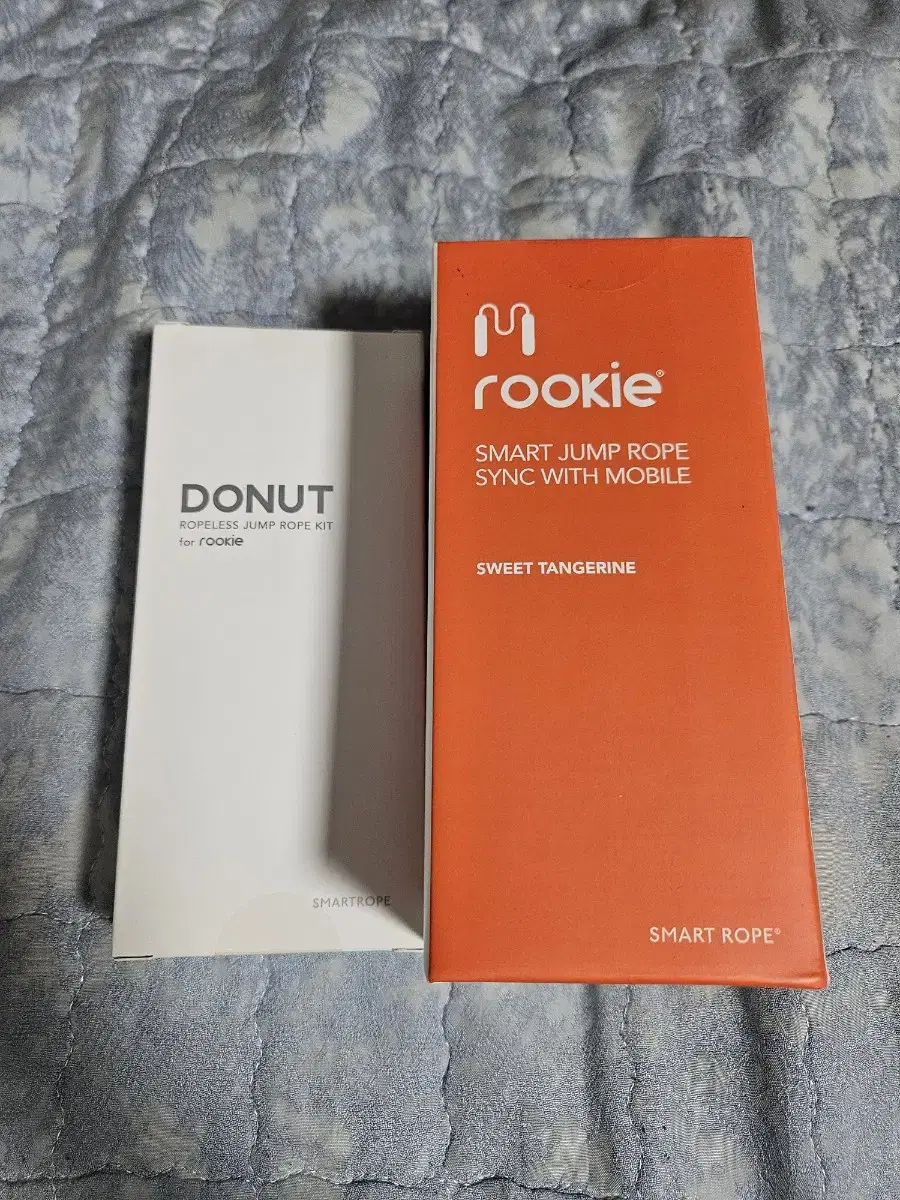 DONUT
ROPELESS JUMP ROPE KIT
for rookie
SMARTROPE
rookie®
SMART JUMP ROPE
SYNC WITH MOBILE
SWEET TANGERINE
SMART ROPE®